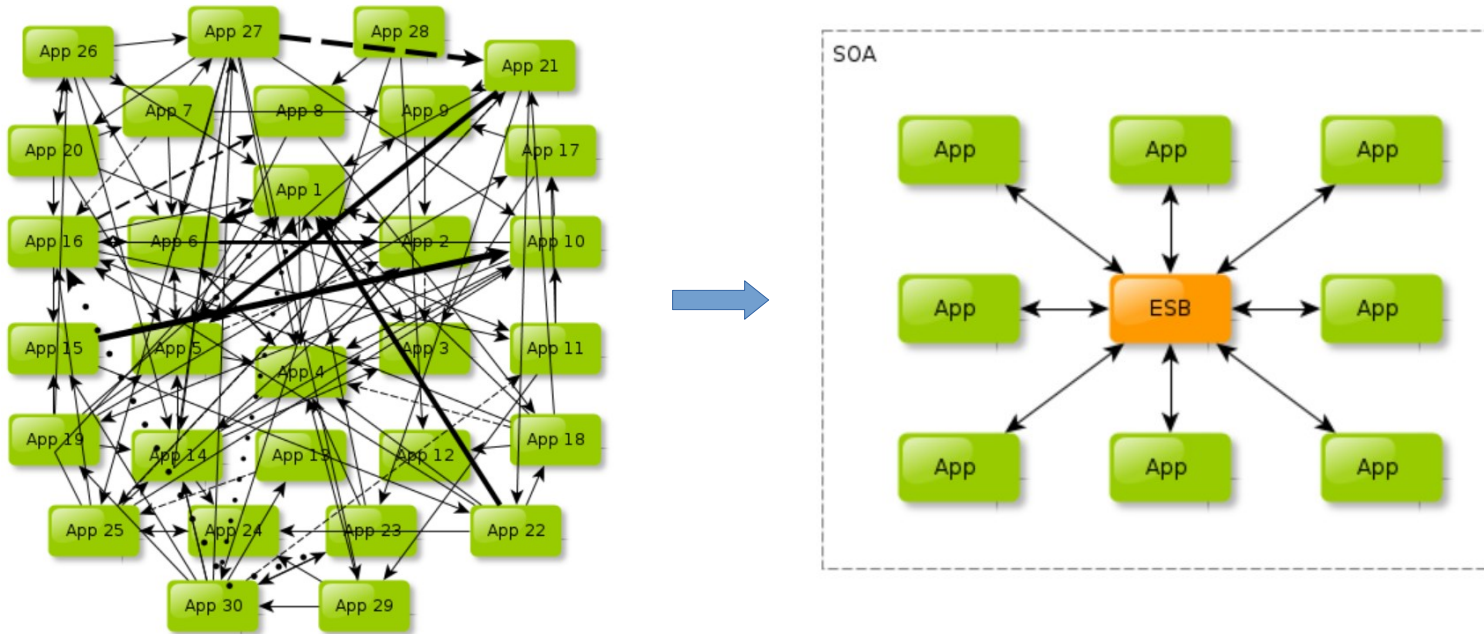 App 26
App 27
App 28
App 21
App 7
App 8
App 9
App 20
App 17
App 1
App 16
App 6
App 2
App 10
App 15
App 5
App 3
App 11
App 4
App 19
App 14
App 13
App 12
App 18
App 25
App 24
App 23
App 22
App 30
App 29
SOA
App
App
App
App
ESB
App
App
App
App